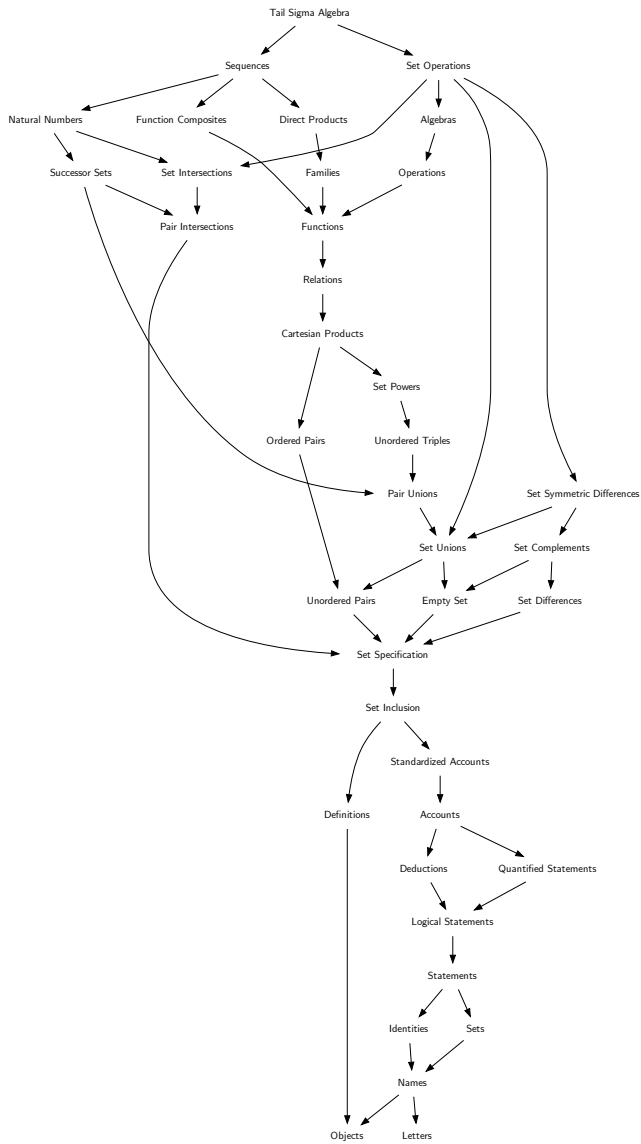 Tail Sigma Algebra
Sequences
Set Operations
Natural Numbers
Function Composites
Direct Products
Algebras
Successor Sets
Set Intersections
Families
Operations
Pair Intersections
Functions
Relations
Cartesian Products
Set Powers
Ordered Pairs
Unordered Triples
Pair Unions
Set Symmetric Differences
Set Unions
Set Complements
Unordered Pairs
Empty Set
Set Differences
Set Specification
Set Inclusion
Standardized Accounts
Definitions
Accounts
Deductions
Quantified Statements
Logical Statements
Statements
Identities
Sets
Names
Objects
Letters